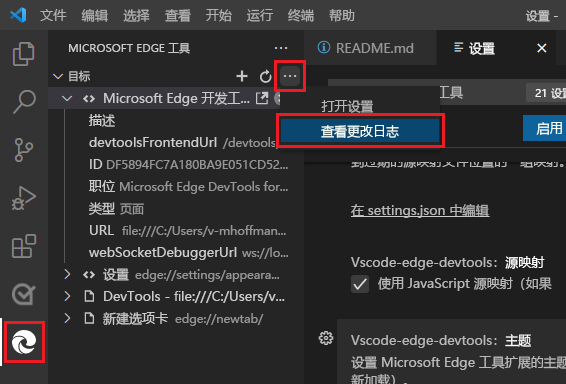 文件 编辑 选择 查看 开始 运行 终端 帮助 设置 -
MICROSOFT EDGE 工具
README.md 设置
目标
Microsoft Edge 开发工...
描述
devtoolsFrontendUrl /devtools
ID DF5894FC7A180BA9E051CD52...
职位 Microsoft Edge DevTools for...
类型 页面
URL file:///C:/Users/v-mhoffman
webSocketDebuggerUrl ws://lo
设置 edge://settings/appeara...
DevTools - file:///C:/Users/v...
新建选项卡 edge://newtab/
打开设置
查看更改日志
工具 21 设
启用
到过期的源映射文件位置的一组映射。
在 settings.json 中编辑
Vscode-edge-devtools: 源映射
使用 JavaScript 源映射（如果
Vscode-edge-devtools: 主题
设置 Microsoft Edge 工具扩展的主题
新加载）。